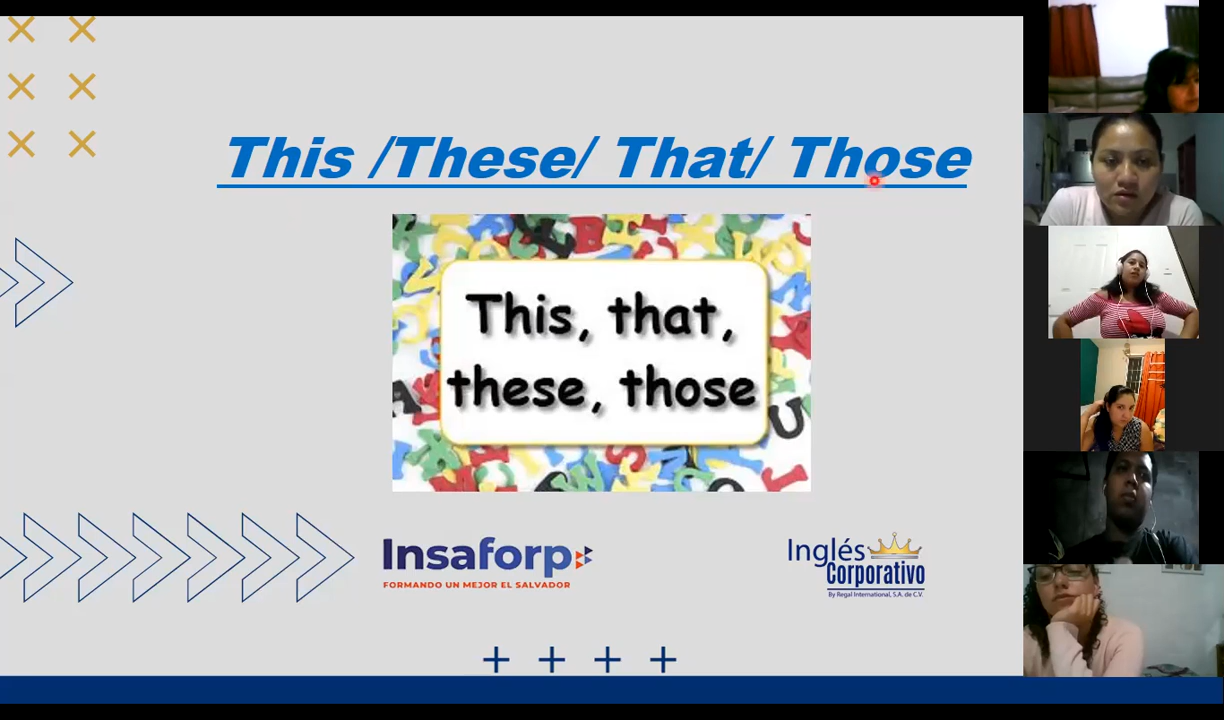 This /These/ That/ Those
This, that,
these, those
Insaforp
FORMANDO UN MEJOR EL SALVADOR
Inglés
Corporativo
By Regal International, S.A. de C.V.